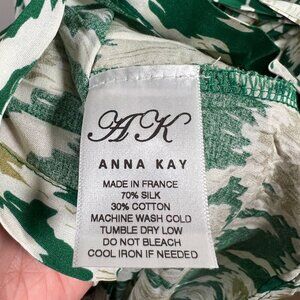 AK
ANNA KAY
MADE IN FRANCE
70% SILK
30% COTTON
MACHINE WASH COLD
TUMBLE DRY LOW
DO NOT BLEACH
COOL IRON IF NEEDED